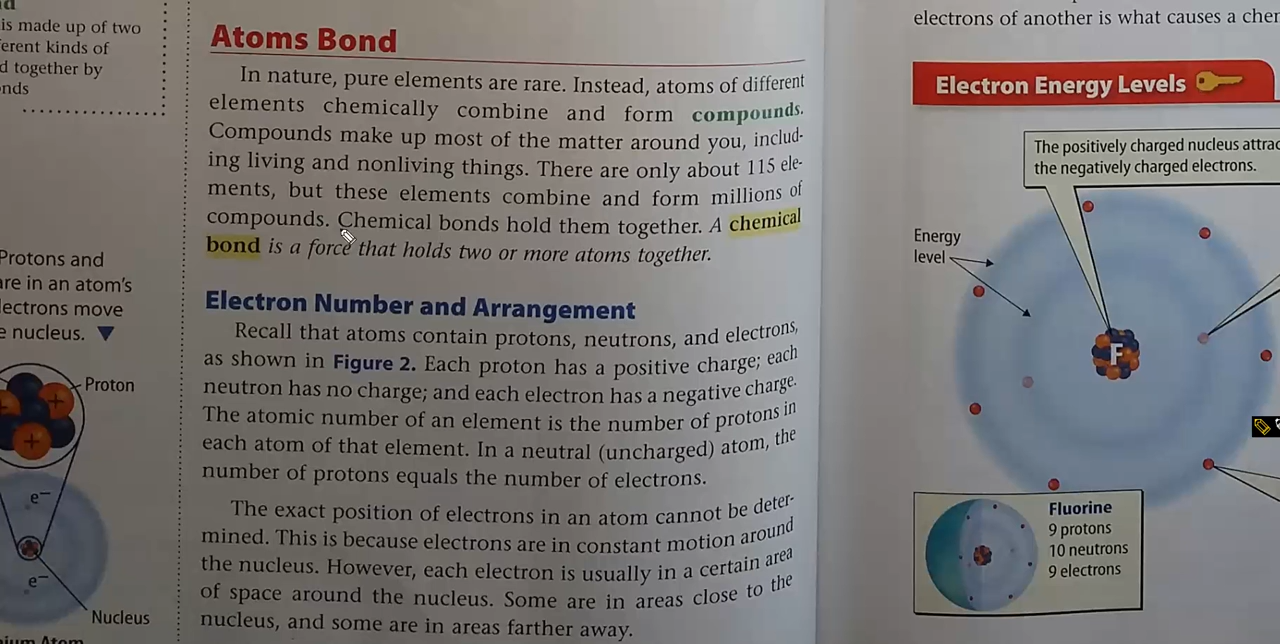 is made up of two
erent kinds of
d together by
nds
Protons and
are in an atom's
lectrons move
e nucleus.
Proton
e−
e−
Nucleus
Atom
Atoms Bond
In nature, pure elements are rare. Instead, atoms of different
elements chemically combine and form compounds.
Compounds make up most of the matter around you, includ-
ing living and nonliving things. There are only about 115 ele-
ments, but these elements combine and form millions of
compounds. Chemical bonds hold them together. A chemical
bond is a force that holds two or more atoms together.
Electron Number and Arrangement
Recall that atoms contain protons, neutrons, and electrons,
as shown in Figure 2. Each proton has a positive charge; each
neutron has no charge; and each electron has a negative charge.
The atomic number of an element is the number of protons in
each atom of that element. In a neutral (uncharged) atom, the
number of protons equals the number of electrons.
The exact position of electrons in an atom cannot be deter-
mined. This is because electrons are in constant motion around
the nucleus. However, each electron is usually in a certain area
of space around the nucleus. Some are in areas close to the
nucleus, and some are in areas farther away.
electrons of another is what causes a cher
Electron Energy Levels
The positively charged nucleus attrac
the negatively charged electrons.
Energy
level
F
Fluorine
9 protons
10 neutrons
9 electrons